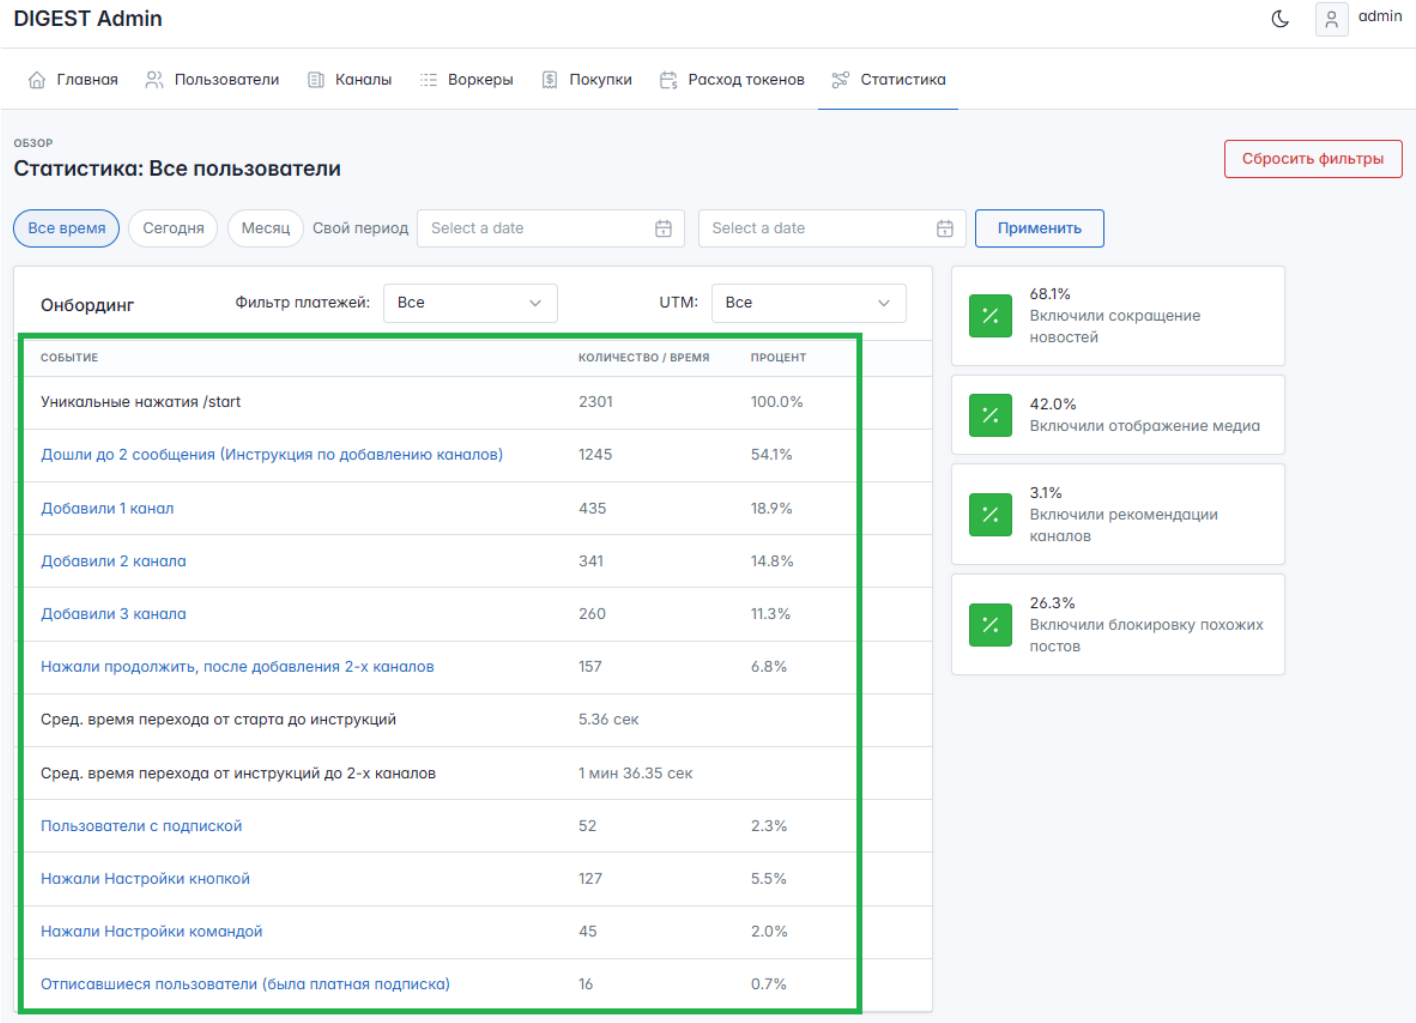 DIGEST Admin
admin
Главная
Пользователи
Каналы
Воркеры
Покупки
Расход токенов
Статистика
ОБЗОР
Статистика: Все пользователи
Сбросить фильтры
Все время
Сегодня
Месяц
Свой период
Select a date
Select a date
Применить
Онбординг
Фильтр платежей:
Все
UTM:
Все
СОБЫТИЕ КОЛИЧЕСТВО / ВРЕМЯ ПРОЦЕНТ
Уникальные нажатия /start 2301 100.0%
Дошли до 2 сообщения (Инструкция по добавлению каналов) 1245 54.1%
Добавили 1 канал 435 18.9%
Добавили 2 канала 341 14.8%
Добавили 3 канала 260 11.3%
Нажали продолжить, после добавления 2-х каналов 157 6.8%
Сред. время перехода от старта до инструкций 5.36 сек
Сред. время перехода от инструкций до 2-х каналов 1 мин 36.35 сек
Пользователи с подпиской 52 2.3%
Нажали Настройки кнопкой 127 5.5%
Нажали Настройки командой 45 2.0%
Отписавшиеся пользователи (была платная подписка) 16 0.7%
68.1%
Включили сокращение
новостей
42.0%
Включили отображение медиа
3.1%
Включили рекомендации
каналов
26.3%
Включили блокировку похожих
постов